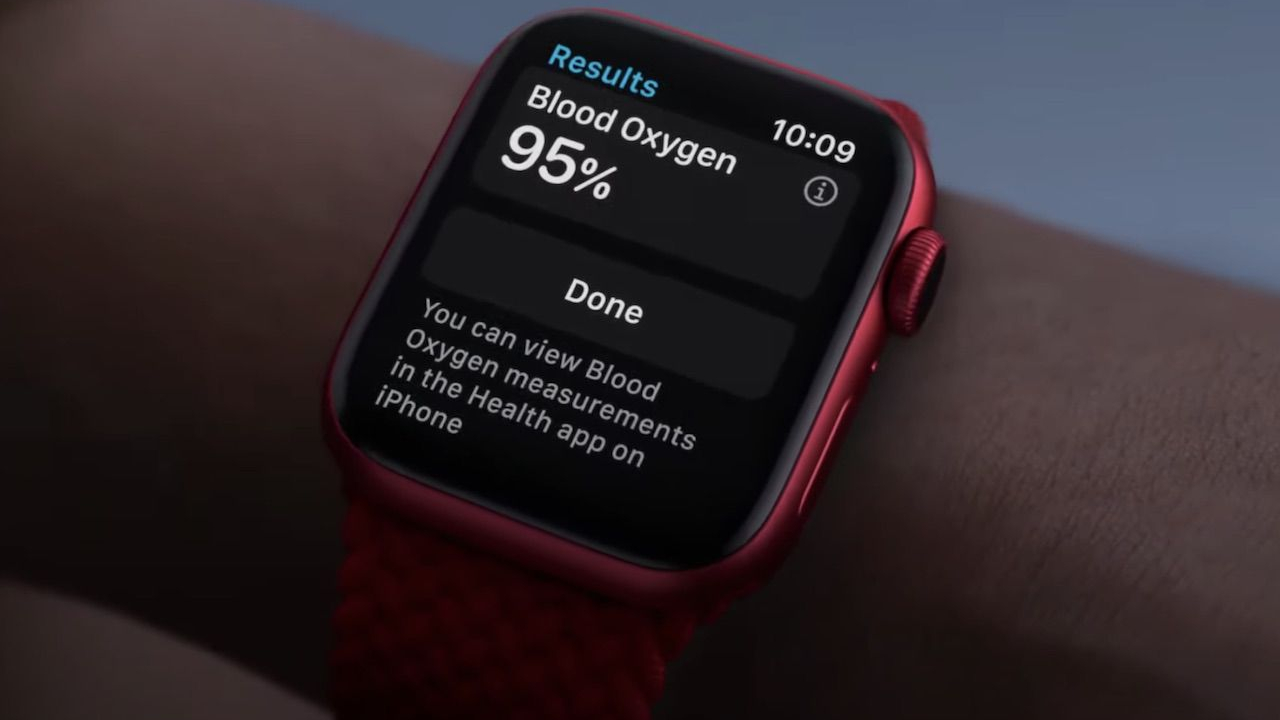 Results
10:09
Blood Oxygen
95%
Done
You can view Blood
Oxygen measurements
in the Health app on
iPhone